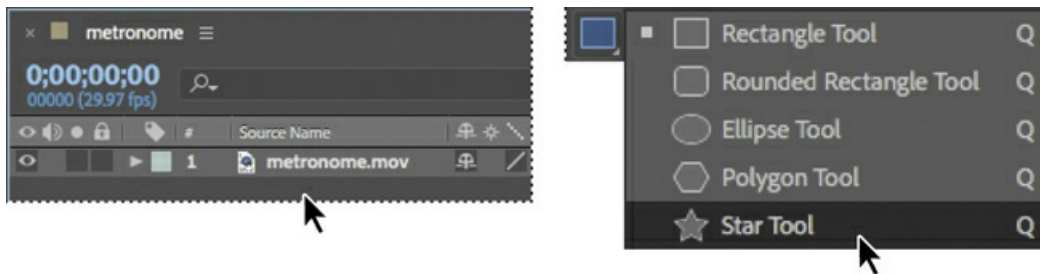 metronome
0;00;00;00
00000 (29.97 fps)
# Source Name
1 metronome.mov
Rectangle Tool Q
Rounded Rectangle Tool Q
Ellipse Tool Q
Polygon Tool Q
Star Tool Q